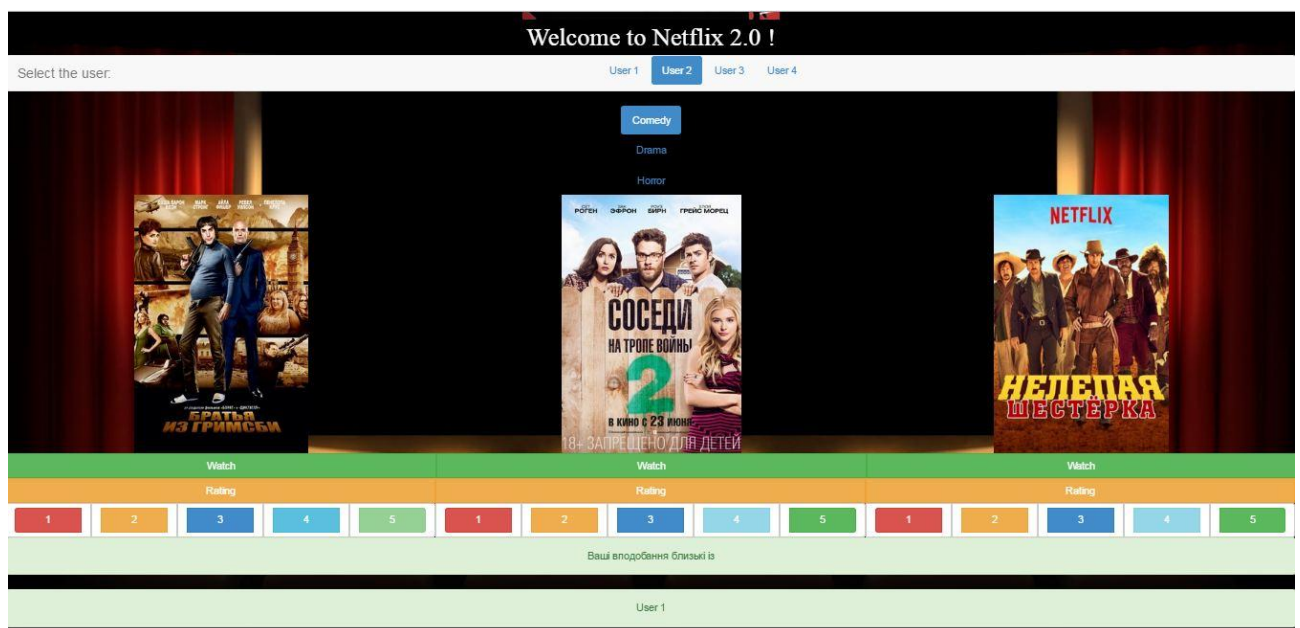 Welcome to Netflix 2.0 !
Select the user:
User 1
User 2
User 3
User 4
Comedy
Drama
Horror
БРАТЬЯ
ИЗ ГРИМСБИ
РОГЕН ЭФРОН БИРН ГРЕЙС МОРЕЦ
СОСЕДИ
НА ТРОПЕ ВОЙНЫ
2
В КИНО С 23 ИЮНЯ
18+ ЗАПРЕЩЕНО ДЛЯ ДЕТЕЙ
NETFLIX
НЕЛЕПАЯ
ШЕСТЁРКА
Watch
Watch
Watch
Rating
Rating
Rating
1 2 3 4 5 1 2 3 4 5 1 2 3 4 5
Ваші вподобання близькі із
User 1